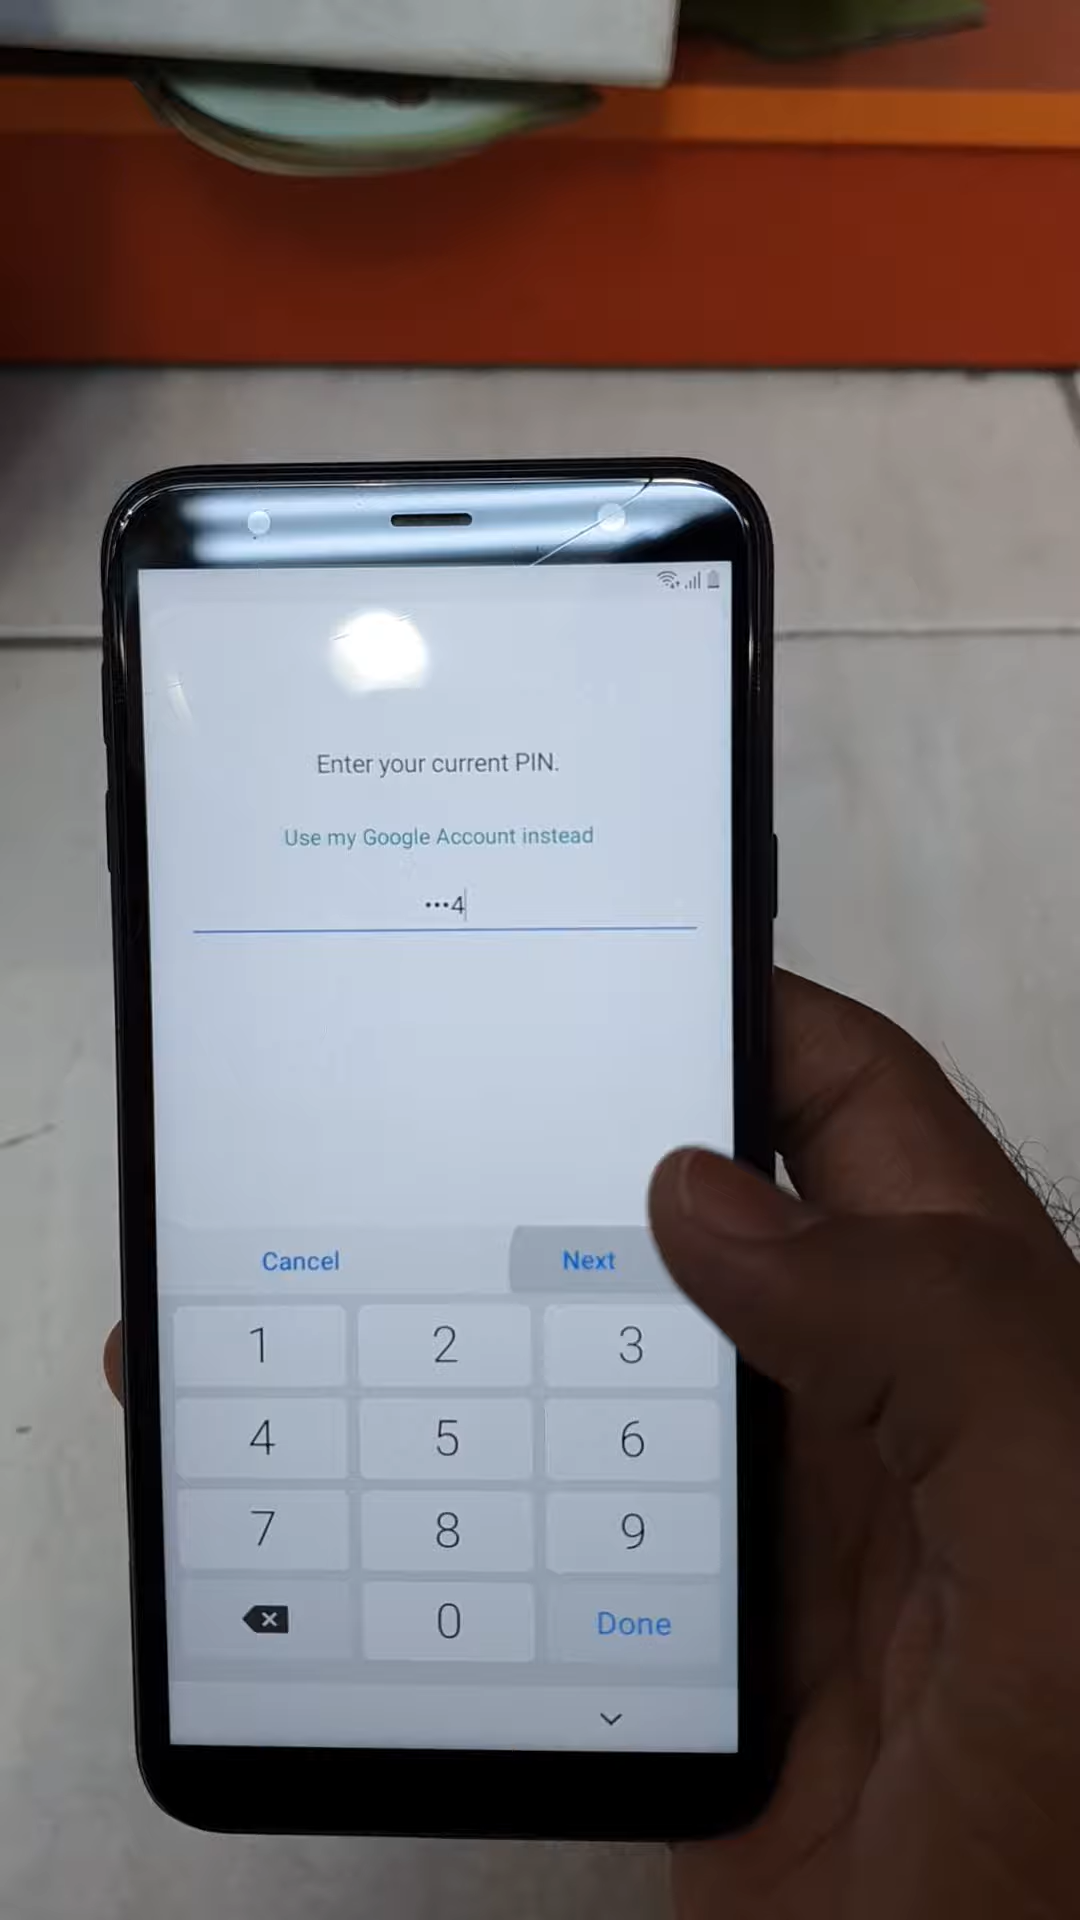 Enter your current PIN.
Use my Google Account instead
•••4
Cancel Next
1 2 3
4 5 6
7 8 9
0 Done